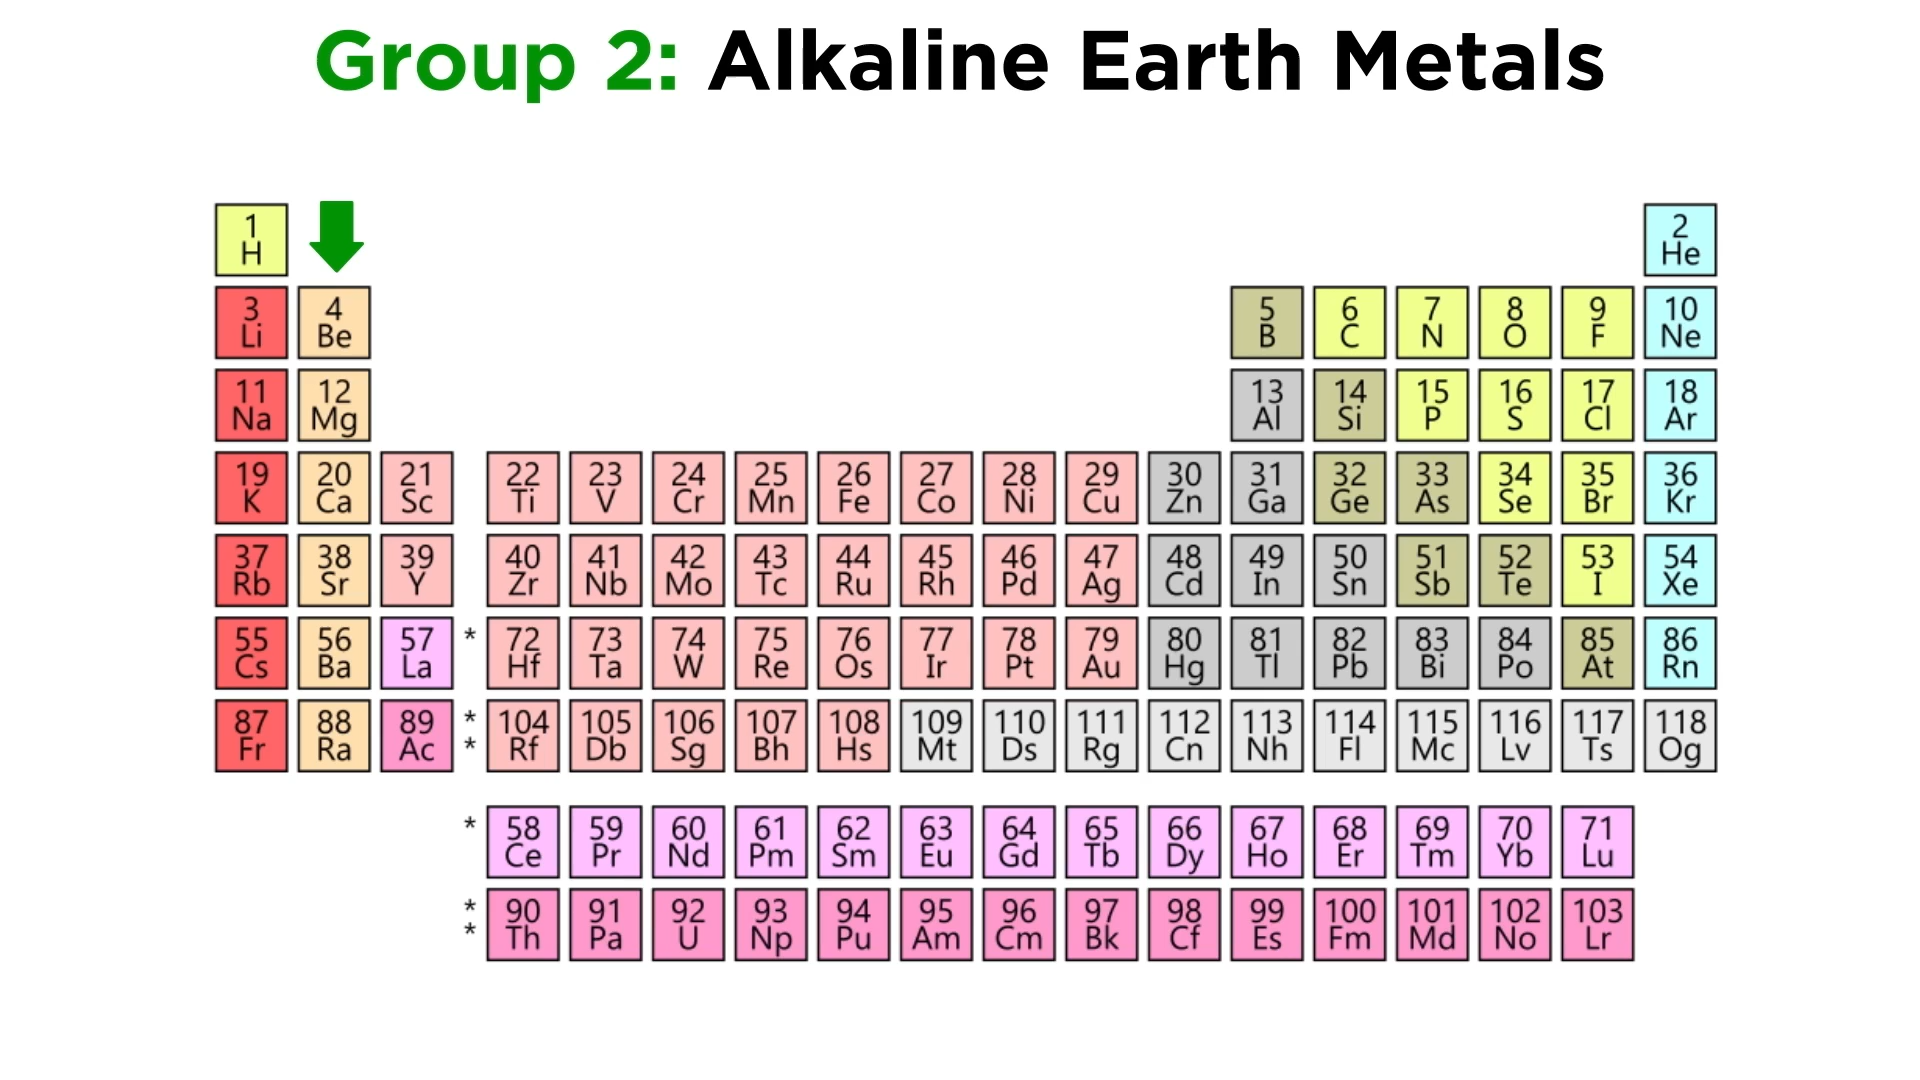 Group 2: Alkaline Earth Metals
1 2
H He
3 4 5 6 7 8 9 10
Li Be B C N O F Ne
11 12 13 14 15 16 17 18
Na Mg Al Si P S Cl Ar
19 20 21 22 23 24 25 26 27 28 29 30 31 32 33 34 35 36
K Ca Sc Ti V Cr Mn Fe Co Ni Cu Zn Ga Ge As Se Br Kr
37 38 39 40 41 42 43 44 45 46 47 48 49 50 51 52 53 54
Rb Sr Y Zr Nb Mo Tc Ru Rh Pd Ag Cd In Sn Sb Te I Xe
55 56 57 * 72 73 74 75 76 77 78 79 80 81 82 83 84 85 86
Cs Ba La Hf Ta W Re Os Ir Pt Au Hg Tl Pb Bi Po At Rn
87 88 89 * 104 105 106 107 108 109 110 111 112 113 114 115 116 117 118
Fr Ra Ac * Rf Db Sg Bh Hs Mt Ds Rg Cn Nh Fl Mc Lv Ts Og
* 58 59 60 61 62 63 64 65 66 67 68 69 70 71
Ce Pr Nd Pm Sm Eu Gd Tb Dy Ho Er Tm Yb Lu
* 90 91 92 93 94 95 96 97 98 99 100 101 102 103
* Th Pa U Np Pu Am Cm Bk Cf Es Fm Md No Lr